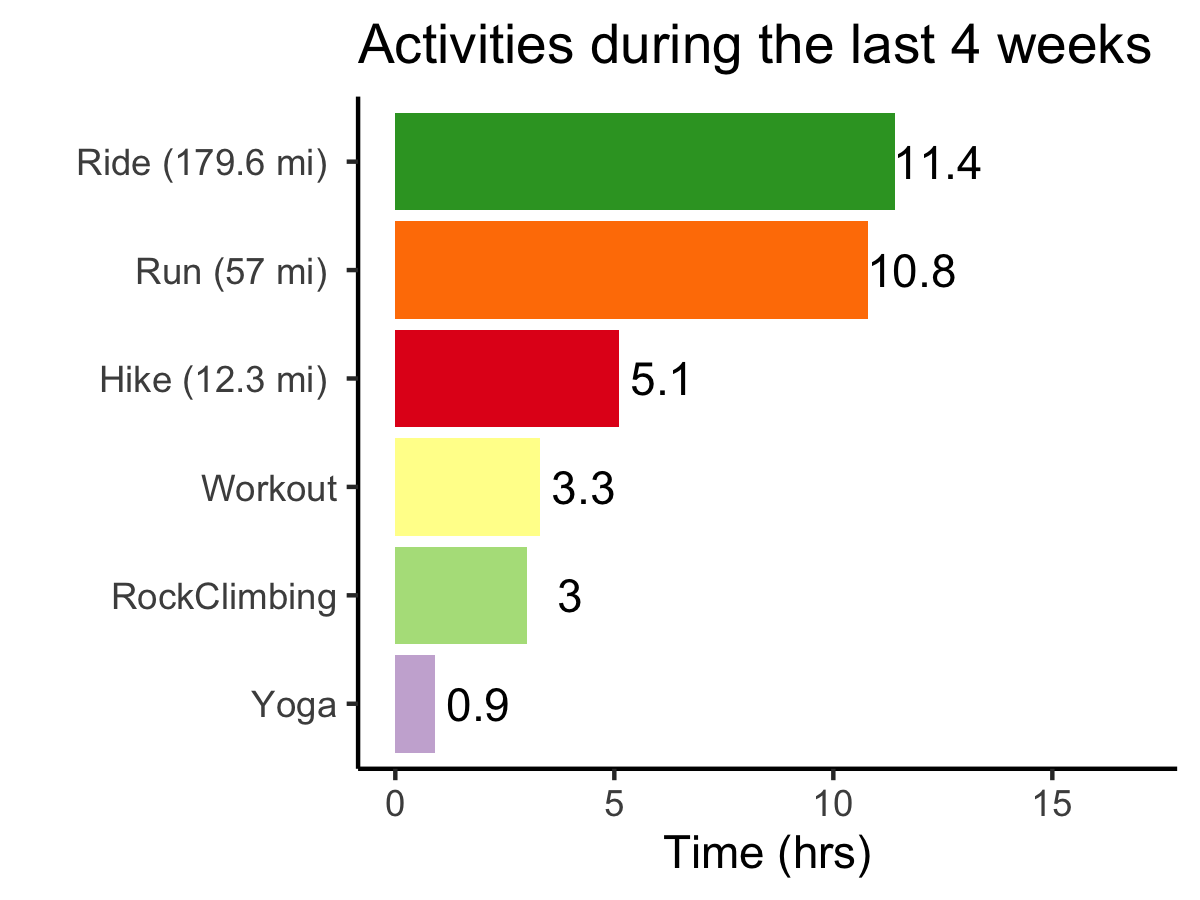 Activities during the last 4 weeks
Ride (179.6 mi) 11.4
Run (57 mi) 10.8
Hike (12.3 mi) 5.1
Workout 3.3
RockClimbing 3
Yoga 0.9
0 5 10 15
Time (hrs)